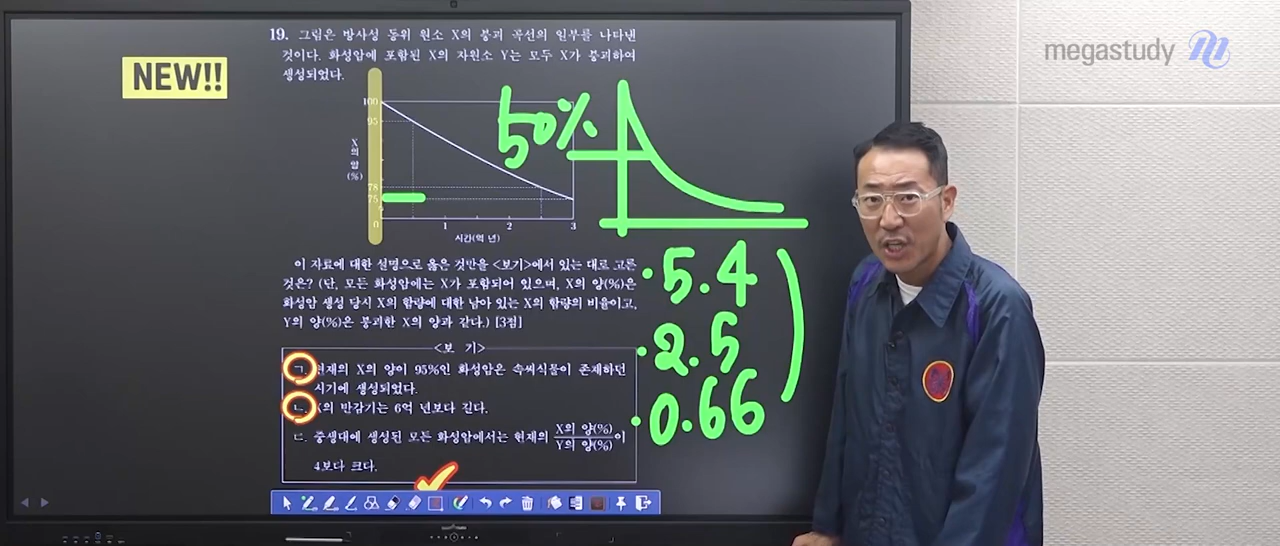 megastudy
NEW!!
19. 그림은 방사성 동위 원소 X의 붕괴 곡선의 일부를 나타낸
것이다. 화성암에 포함된 X의 자원소 Y는 모두 X가 붕괴하여
생성되었다.
100
95
X의 양(%)
78
75
0
1
2
3
시간(억 년)
50%
이 자료에 대한 설명으로 옳은 것만을 <보기>에서 있는 대로 고른
것은? (단, 모든 화성암에는 X가 포함되어 있으며, X의 양(%)은
화성암 생성 당시 X의 함량에 대한 남아 있는 X의 함량의 비율이고,
Y의 양(%)은 붕괴한 X의 양과 같다.) [3점]
·5.4
·2.5
·0.66
<보 기>
ㄱ. 현재의 X의 양이 95%인 화성암은 속씨식물이 존재하던
시기에 생성되었다.
ㄴ. X의 반감기는 6억 년보다 길다.
ㄷ. 중생대에 생성된 모든 화성암에서는 현재의 X의 양(%)/Y의 양(%)이
4보다 크다.